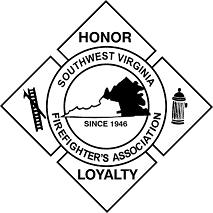 HONOR
SOUTHWEST VIRGINIA
SINCE 1946
FIREFIGHTER'S ASSOCIATION
LOYALTY